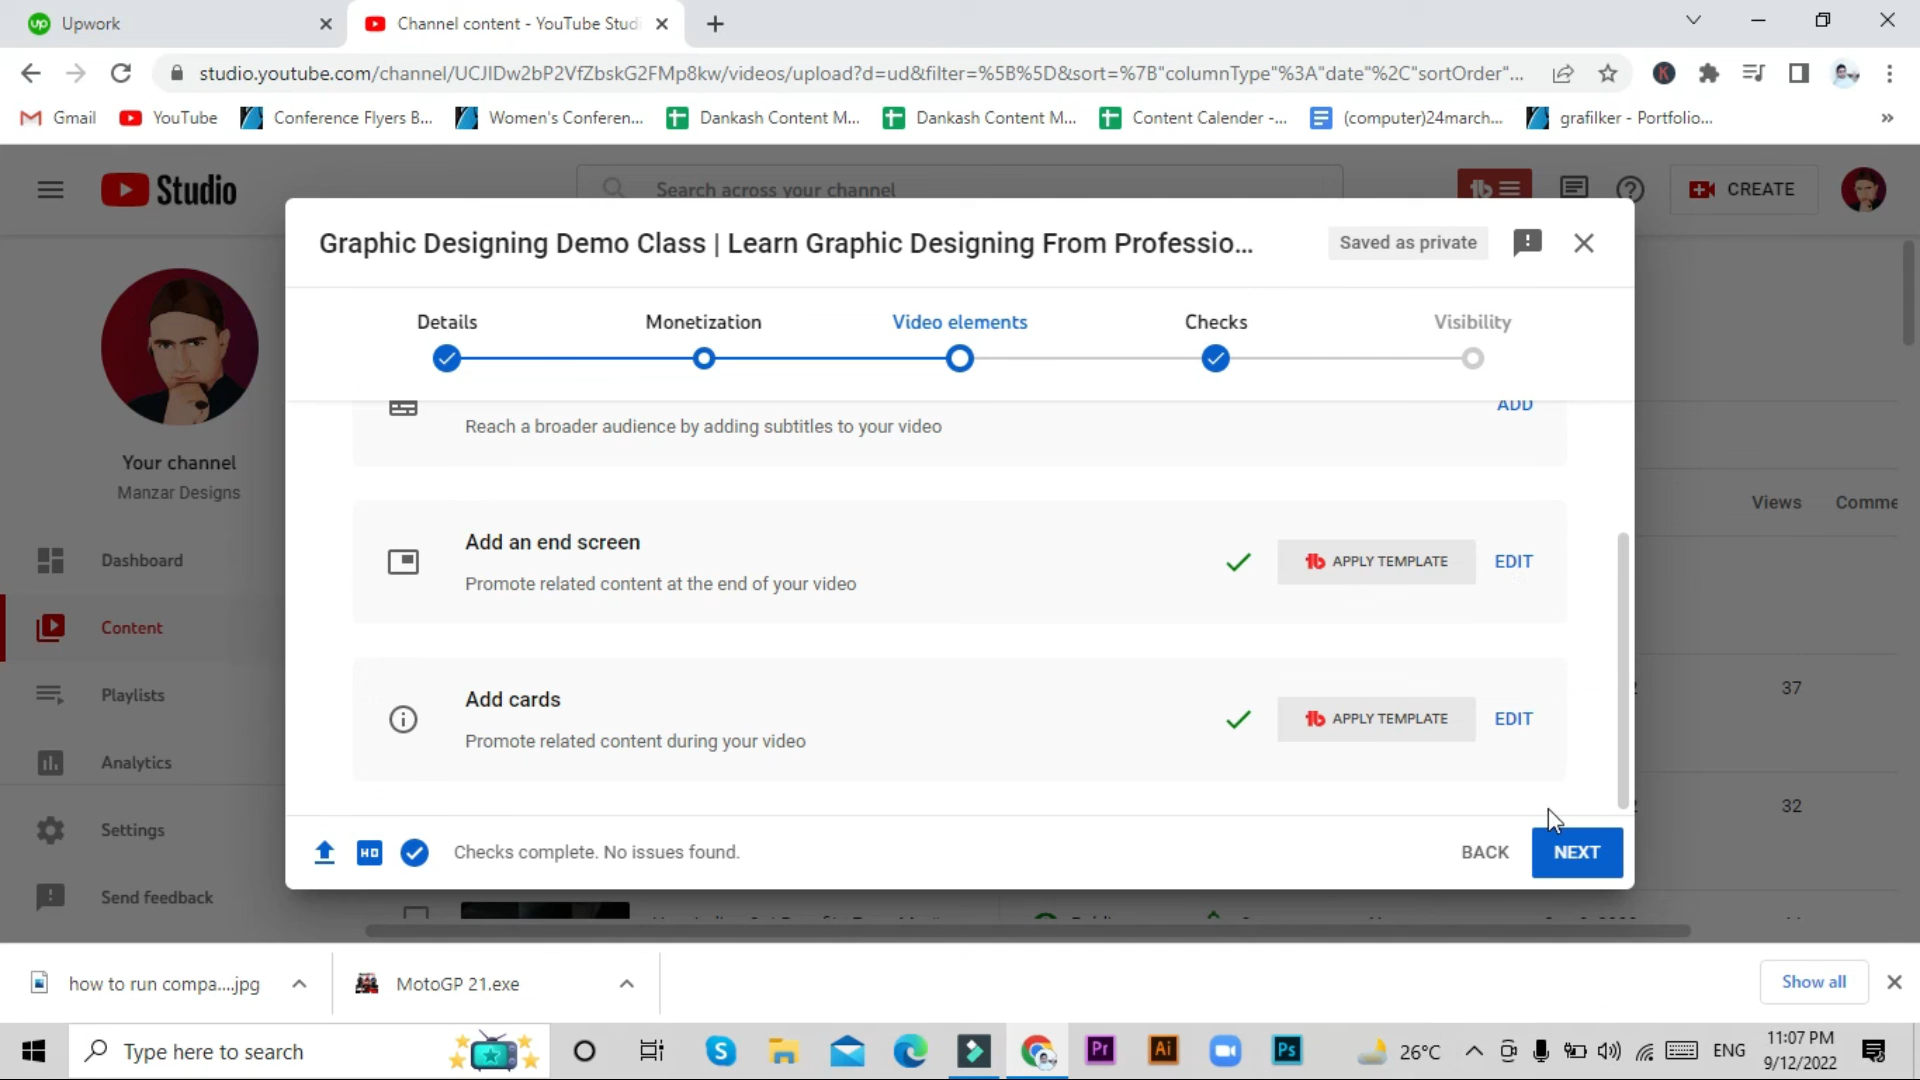 Upwork
Channel content - YouTube Studi
studio.youtube.com/channel/UCJIDw2bP2VfZbskG2FMp8kw/videos/upload?d=ud&filter=%5B%5D&sort=%7B"columnType"%3A"date"%2C"sortOrder"...
Gmail
YouTube
Conference Flyers B...
Women's Conferen...
Dankash Content M...
Dankash Content M...
Content Calender -...
(computer)24march...
grafilker - Portfolio...
Studio
Search across your channel
CREATE
Graphic Designing Demo Class | Learn Graphic Designing From Professio...
Saved as private
Details
Monetization
Video elements
Checks
Visibility
ADD
Reach a broader audience by adding subtitles to your video
Your channel
Manzar Designs
Views
Comme
Add an end screen
Promote related content at the end of your video
APPLY TEMPLATE
EDIT
Dashboard
Content
Playlists
Analytics
Settings
Send feedback
Add cards
Promote related content during your video
APPLY TEMPLATE
EDIT
37
32
HD
Checks complete. No issues found.
BACK
NEXT
how to run compa....jpg
MotoGP 21.exe
Show all
Type here to search
Pr
Ai
Ps
26°C
ENG
11:07 PM
9/12/2022